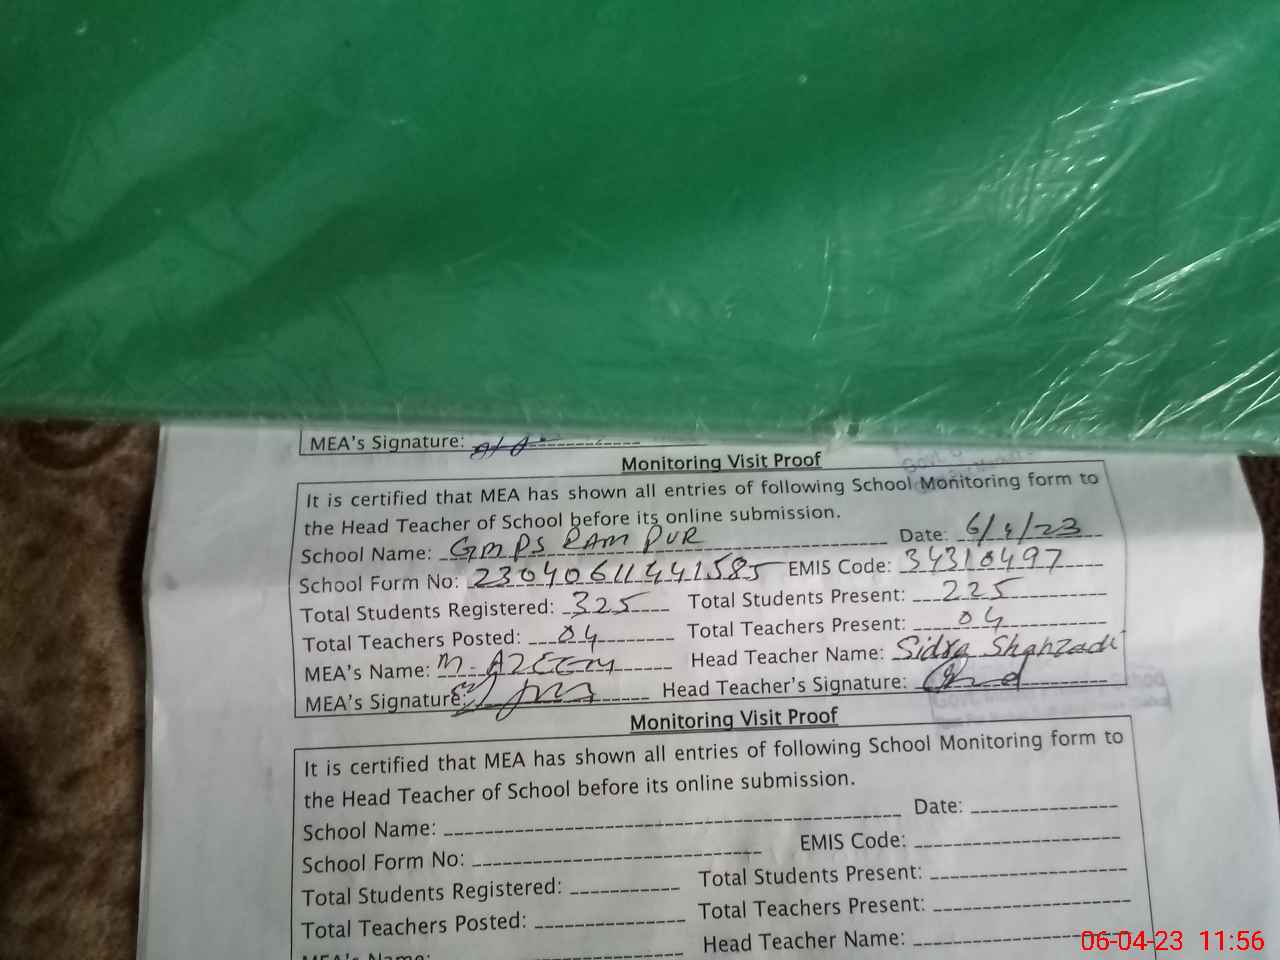 MEA's Signature:
Monitoring Visit Proof
It is certified that MEA has shown all entries of following School Monitoring form to
the Head Teacher of School before its online submission.
School Name: GMPS RAM PUR Date: 6/4/23
School Form No: 23040611441585 EMIS Code: 34310497
Total Students Registered: 325 Total Students Present: 225
Total Teachers Posted: 04 Total Teachers Present: 04
MEA's Name: M. AZEEM Head Teacher Name: Sidra Shahzadi
MEA's Signature: Head Teacher's Signature:
Monitoring Visit Proof
It is certified that MEA has shown all entries of following School Monitoring form to
the Head Teacher of School before its online submission.
School Name: Date:
School Form No: EMIS Code:
Total Students Registered: Total Students Present:
Total Teachers Posted: Total Teachers Present:
MEA's Name: Head Teacher Name:
06-04-23 11:56